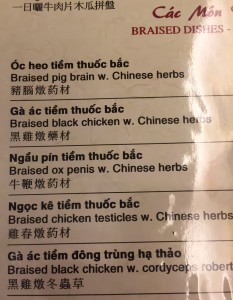 一日曬牛肉片木瓜拼盤
Các Món
BRAISED DISHES -
Óc heo tiềm thuốc bắc
Braised pig brain w. Chinese herbs
豬腦燉药材
Gà ác tiềm thuốc bắc
Braised black chicken w. Chinese herbs
黑雞燉藥材
Ngầu pín tiềm thuốc bắc
Braised ox penis w. Chinese herbs
牛鞭燉药材
Ngọc kê tiềm thuốc bắc
Braised chicken testicles w. Chinese herbs
雞春燉药材
Gà ác tiềm đông trùng hạ thảo
Braised black chicken w. cordyceps robert
黑雞燉冬蟲草